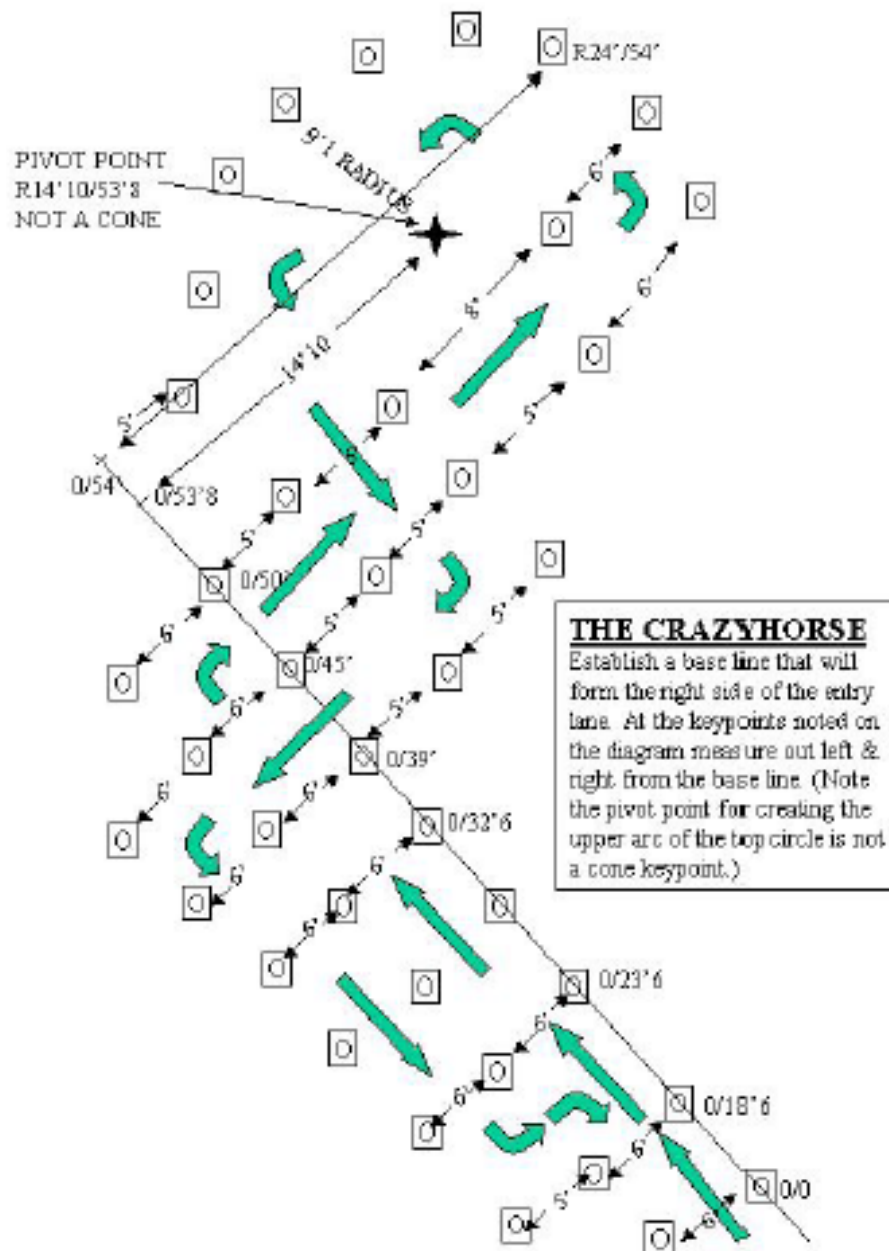 R24'/54'
9'1 RADIUS
PIVOT POINT
R14'10/53'8
NOT A CONE
6'
6'
8'
14'10
5'
5'
6'
5'
0/54'
0/53'8
5'
0/50'
5'
5'
6'
0/45'
6'
5'
0/39'
6'
6'
0/32'6
6'
6'
6'
0/23'6
6'
6'
0/18'6
6'
0/0
5'
6'
THE CRAZYHORSE
Establish a base line that will
form the right side of the entry
lane. At the keypoints noted on
the diagram measure out left &
right from the base line. (Note
the pivot point for creating the
upper arc of the top circle is not
a cone keypoint.)